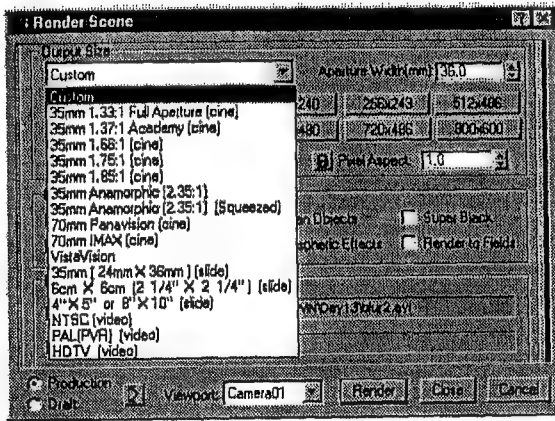 Render Scene
Output Size
Custom
Aperture Width(mm): 36.0
Custom
35mm 1.33:1 Full Aperture (cine)
35mm 1.37:1 Academy (cine)
35mm 1.66:1 (cine)
35mm 1.75:1 (cine)
35mm 1.85:1 (cine)
35mm Anamorphic (2.35:1)
35mm Anamorphic (2.35:1) (Squeezed)
70mm Panavision (cine)
70mm IMAX (cine)
VistaVision
35mm ( 24mm X 36mm ) (slide)
6cm X 6cm (2 1/4" X 2 1/4") (slide)
4"X 5" or 8"X 10" (slide)
NTSC (video)
PAL(PVR) (video)
HDTV (video)
240 256x243 512x486
480 720x486 800x600
Pixel Aspect: 1.0
Objects Super Black
Effects Render to Fields
Production
Draft
Viewport: Camera01
Render Close Cancel